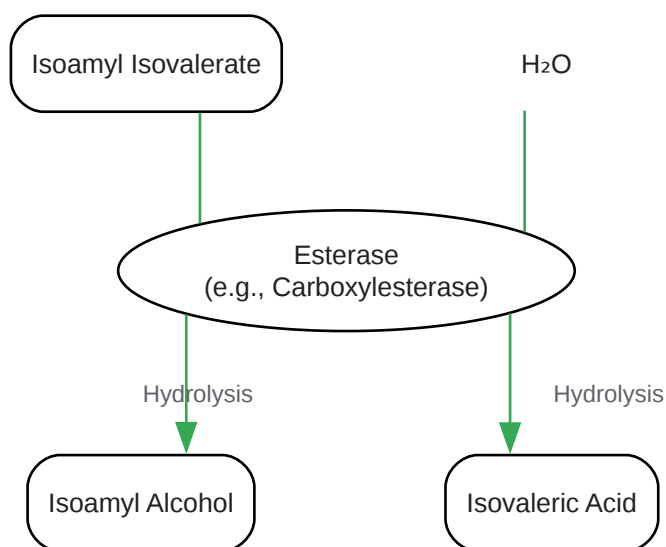 Isoamyl Isovalerate
H₂O
Esterase
(e.g., Carboxylesterase)
Hydrolysis
Hydrolysis
Isoamyl Alcohol
Isovaleric Acid